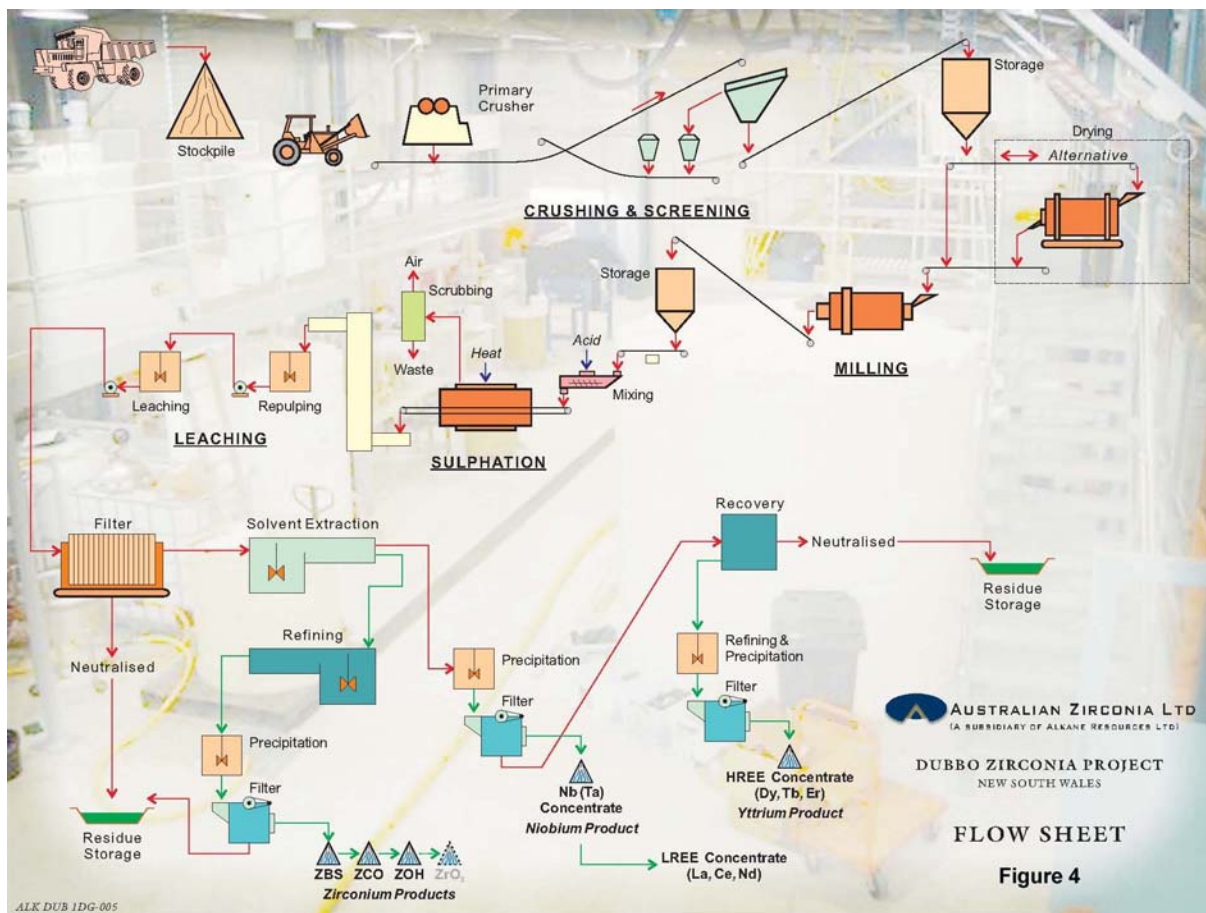 Primary
Crusher
Stockpile
Storage
Drying
Alternative
CRUSHING & SCREENING
Air
Scrubbing
Storage
Heat
Acid
Waste
Mixing
MILLING
Leaching
Repulping
LEACHING
SULPHATION
Filter
Solvent Extraction
Recovery
Neutralised
Residue
Storage
Refining
Neutralised
Precipitation
Refining &
Precipitation
Filter
Filter
Precipitation
Filter
AUSTRALIAN ZIRCONIA LTD
(A SUBSIDIARY OF ALKANE RESOURCES LTD)
DUBBO ZIRCONIA PROJECT
NEW SOUTH WALES
Nb (Ta)
Concentrate
Niobium Product
HREE Concentrate
(Dy, Tb, Er)
Yttrium Product
Residue
Storage
FLOW SHEET
ZBS ZCO ZOH ZrO₂
Zirconium Products
LREE Concentrate
(La, Ce, Nd)
Figure 4
ALK DUB 1DG-005